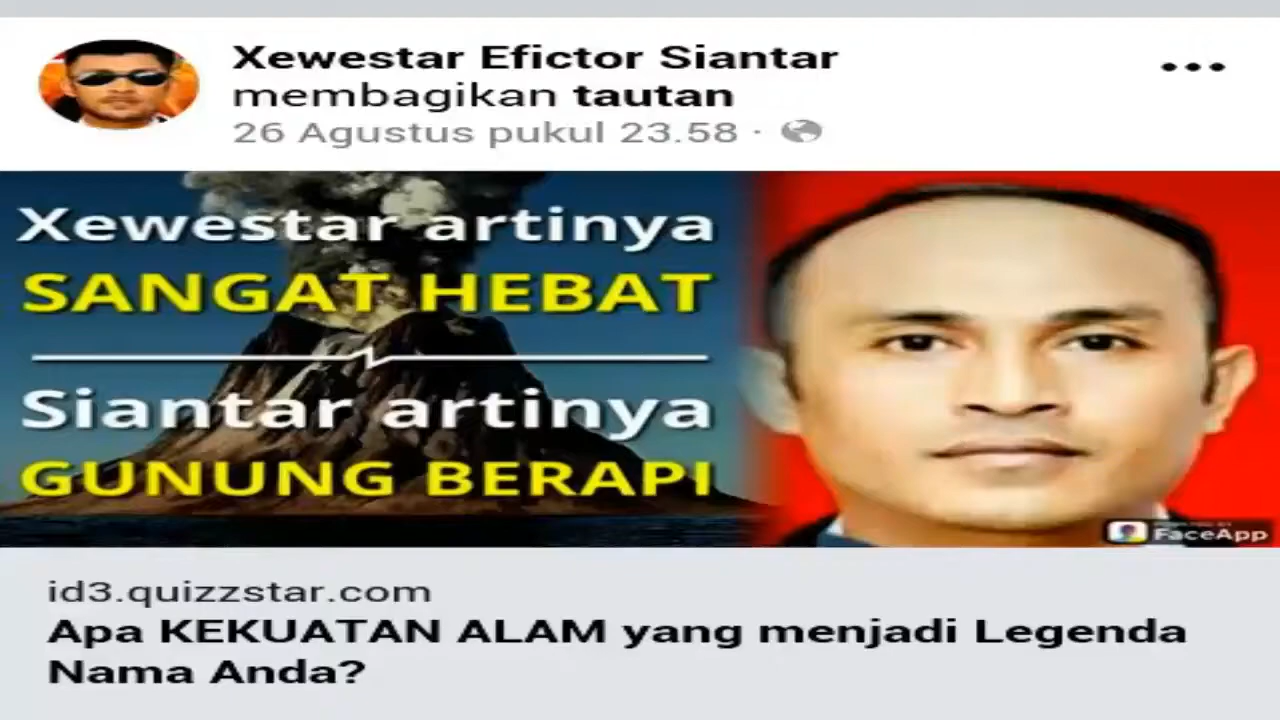 Xewestar Efictor Siantar
membagikan tautan
26 Agustus pukul 23.58 ·
Xewestar artinya
SANGAT HEBAT
Siantar artinya
GUNUNG BERAPI
FaceApp
id3.quizzstar.com
Apa KEKUATAN ALAM yang menjadi Legenda
Nama Anda?